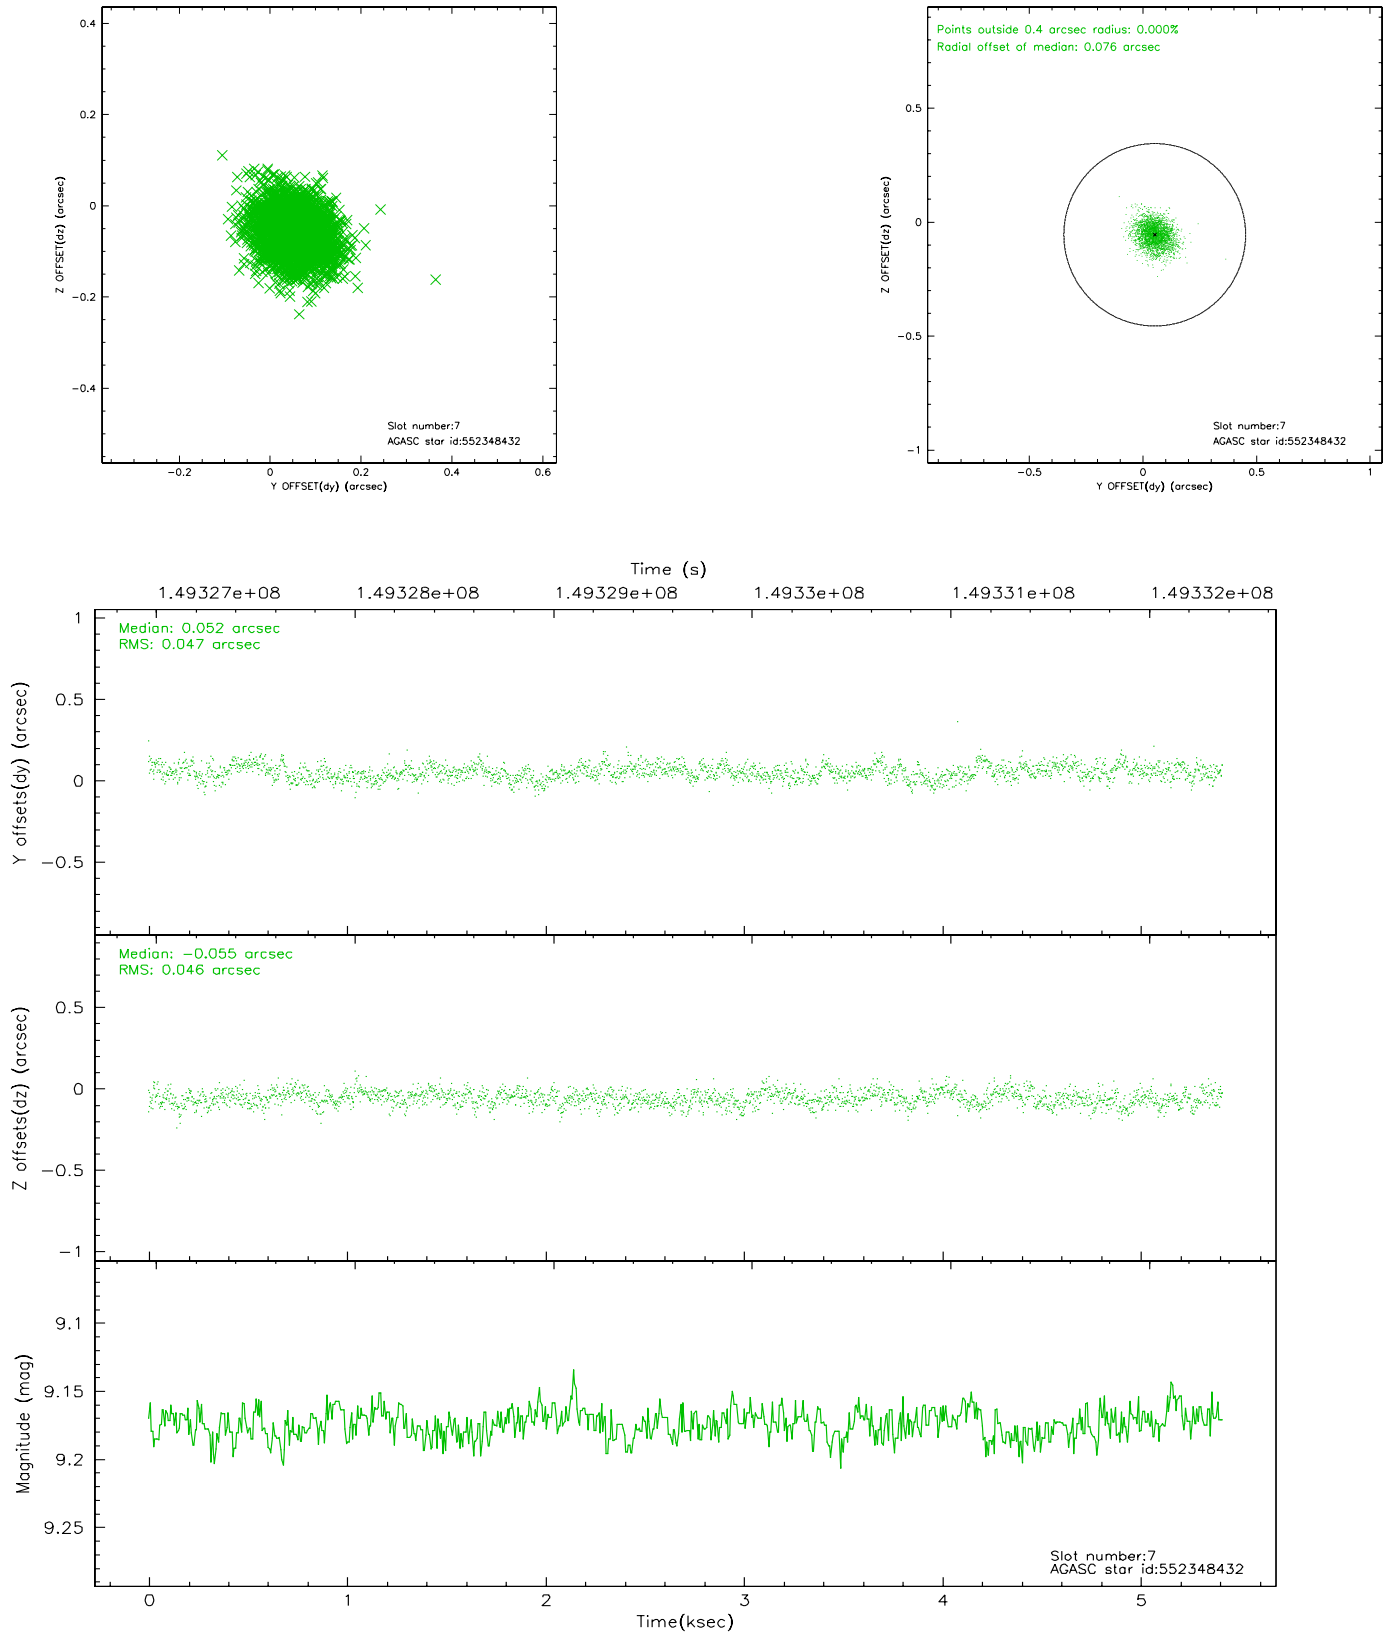 0.4
0.2
0
-0.2
-0.4
Z OFFSET(dz) (arcsec)
Slot number:7
AGASC star id:552348432
-0.2 0 0.2 0.4 0.6
Y OFFSET(dy) (arcsec)
Points outside 0.4 arcsec radius: 0.000%
Radial offset of median: 0.076 arcsec
0.5
0
-0.5
-1
Z OFFSET(dz) (arcsec)
Slot number:7
AGASC star id:552348432
-0.5 0 0.5 1
Y OFFSET(dy) (arcsec)
Time (s)
1.49327e+08 1.49328e+08 1.49329e+08 1.4933e+08 1.49331e+08 1.49332e+08
Median: 0.052 arcsec
RMS: 0.047 arcsec
1
0.5
0
-0.5
Y offsets(dy) (arcsec)
Median: -0.055 arcsec
RMS: 0.046 arcsec
0.5
0
-0.5
-1
Z offsets(dz) (arcsec)
9.1
9.15
9.2
9.25
Magnitude (mag)
Slot number:7
AGASC star id:552348432
0 1 2 3 4 5
Time(ksec)